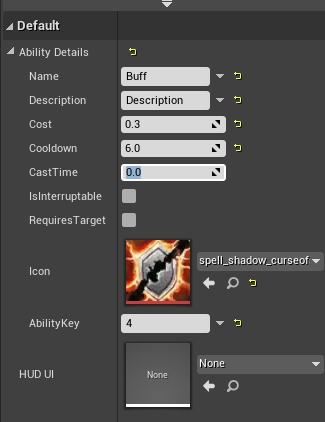 Default
Ability Details
Name Buff
Description Description
Cost 0.3
Cooldown 6.0
CastTime 0.0
IsInterruptable
RequiresTarget
Icon spell_shadow_curseof
AbilityKey 4
HUD UI None None